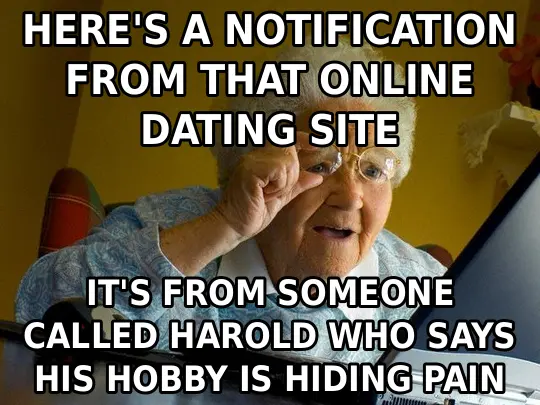 HERE'S A NOTIFICATION
FROM THAT ONLINE
DATING SITE
IT'S FROM SOMEONE
CALLED HAROLD WHO SAYS
HIS HOBBY IS HIDING PAIN